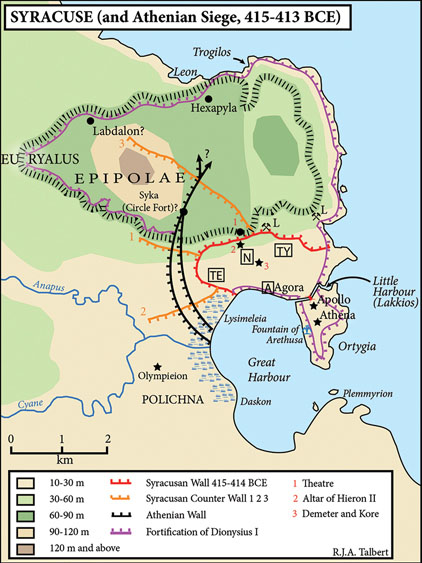 SYRACUSE (and Athenian Siege, 415-413 BCE)
Trogilos
Leon
Hexapyla
Labdalon?
3
EU RYALUS
EPIPOLAE
?
Syka
(Circle Fort)?
1
L
L
1
2
N
TY
3
TE
A Agora
Little
Harbour
(Lakkios)
Apollo
Athena
Anapus
2
Lysimeleia
Fountain of
Arethusa
Ortygia
Great
Harbour
Olympieion
Cyane
POLICHNA
Daskon
Plemmyrion
0 1 2
km
10-30 m
30-60 m
60-90 m
90-120 m
120 m and above
Syracusan Wall 415-414 BCE
Syracusan Counter Wall 1 2 3
Athenian Wall
Fortification of Dionysius I
1 Theatre
2 Altar of Hieron II
3 Demeter and Kore
R.J.A. Talbert